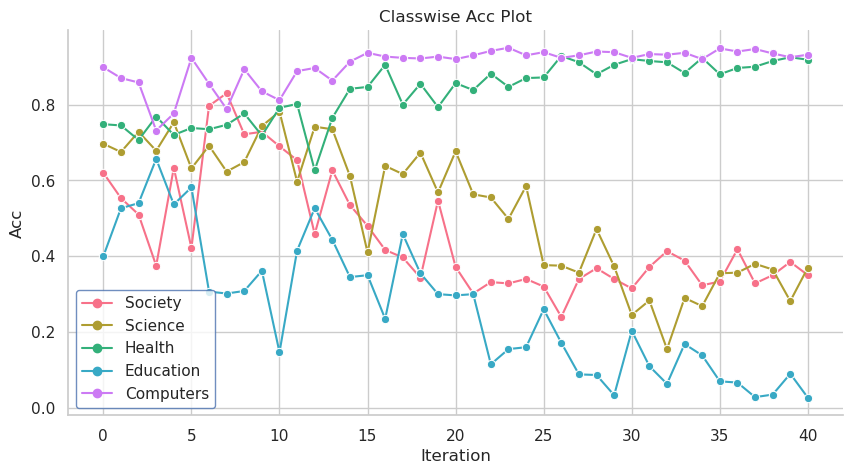 Classwise Acc Plot
Acc
0.8
0.6
0.4
0.2
0.0
Society
Science
Health
Education
Computers
0 5 10 15 20 25 30 35 40
Iteration